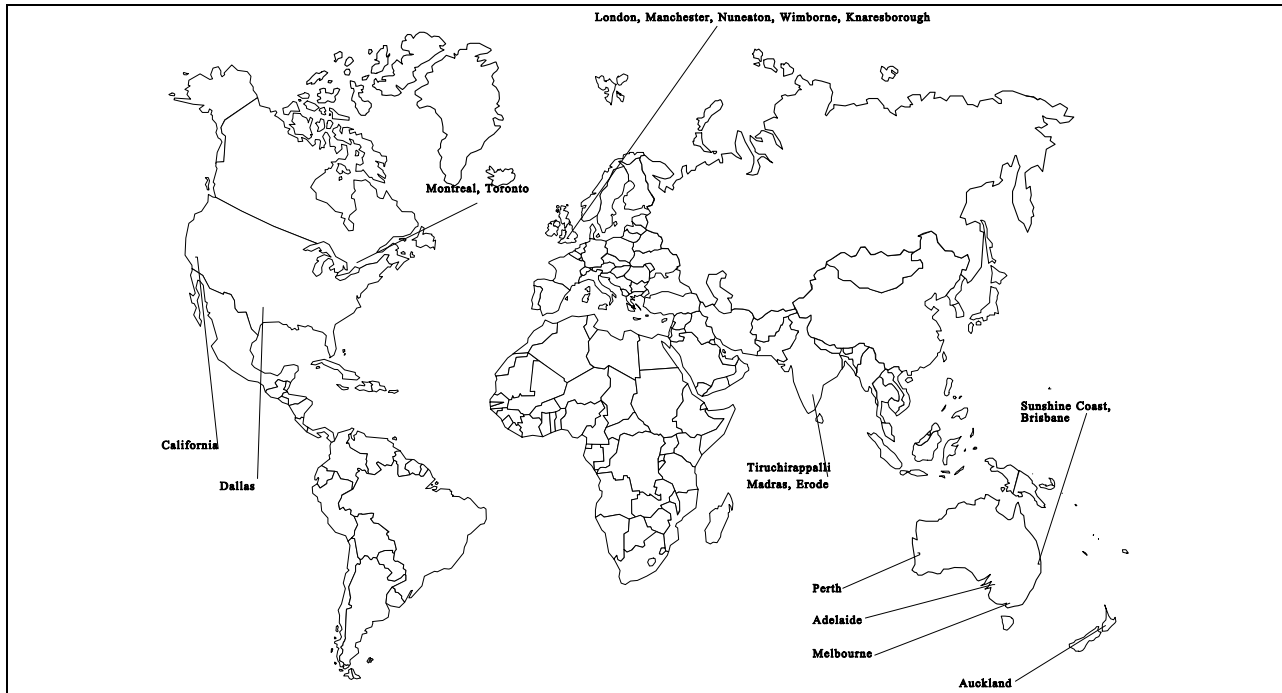 London, Manchester, Nuneaton, Wimborne, Knaresborough
Montreal, Toronto
Sunshine Coast,
Brisbane
California
Tiruchirappalli
Madras, Erode
Dallas
Perth
Adelaide
Melbourne
Auckland